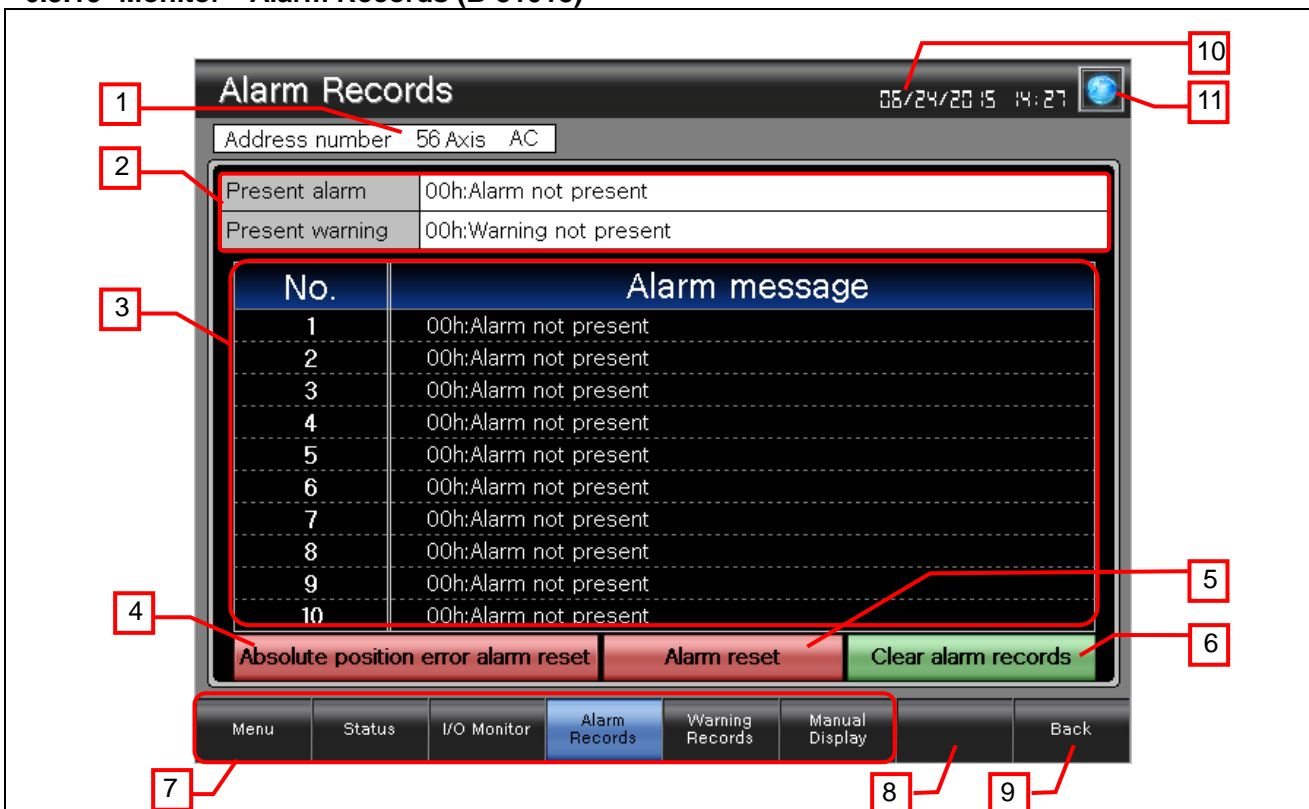 10
Alarm Records 06/24/2015 14:27
1 11
Address number 56 Axis AC
2
Present alarm 00h:Alarm not present
Present warning 00h:Warning not present
No. Alarm message
3
1 00h:Alarm not present
2 00h:Alarm not present
3 00h:Alarm not present
4 00h:Alarm not present
5 00h:Alarm not present
6 00h:Alarm not present
7 00h:Alarm not present
8 00h:Alarm not present
9 00h:Alarm not present
5
10 00h:Alarm not present
4
Absolute position error alarm reset Alarm reset Clear alarm records
6
Menu Status I/O Monitor Alarm Records Warning Records Manual Display Back
7 8 9